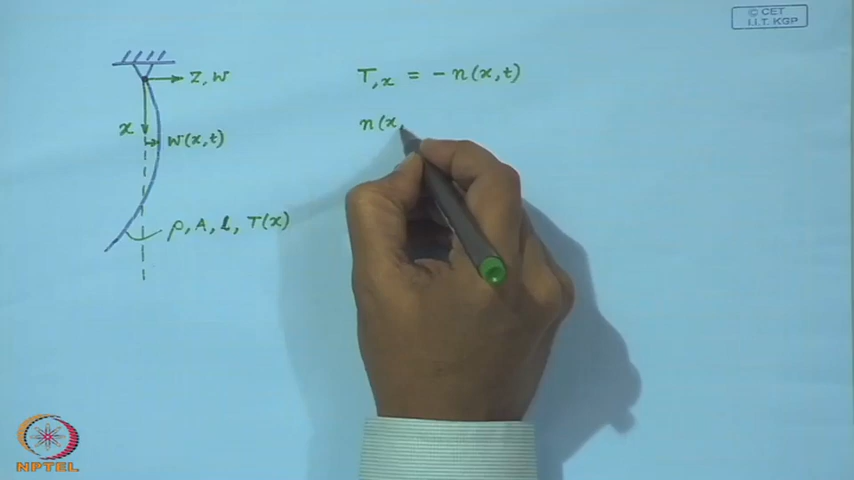 © CET
I.I.T. KGP
z, w
x
w(x,t)
ρ, A, l, T(x)
T,x = - n(x,t)
n(x,
NPTEL